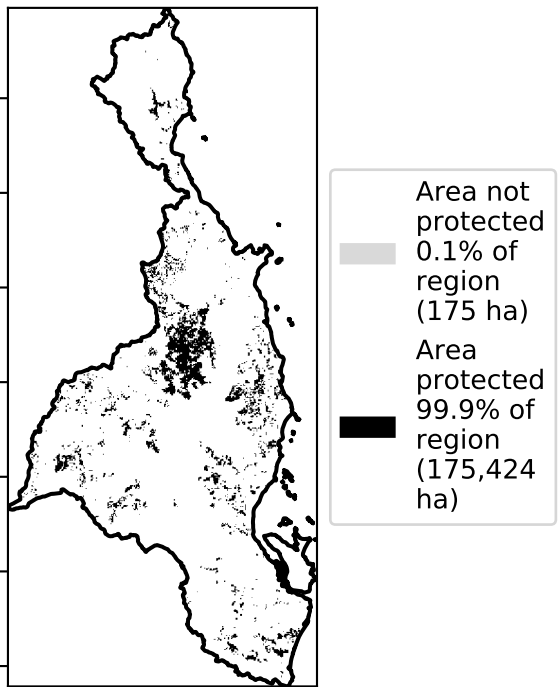 Area not
protected
0.1% of
region
(175 ha)
Area
protected
99.9% of
region
(175,424
ha)